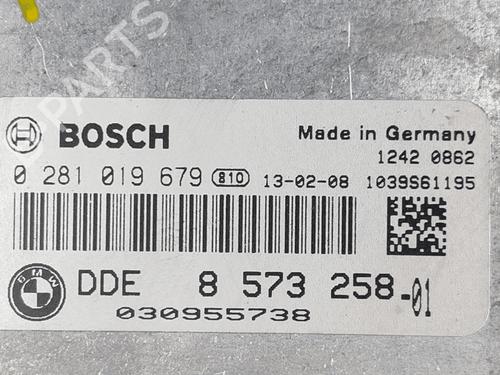 BOSCH
Made in Germany
1242 0862
0 281 019 679 810 13-02-08 1039S61195
BMW
DDE 8 573 258-01
030955738